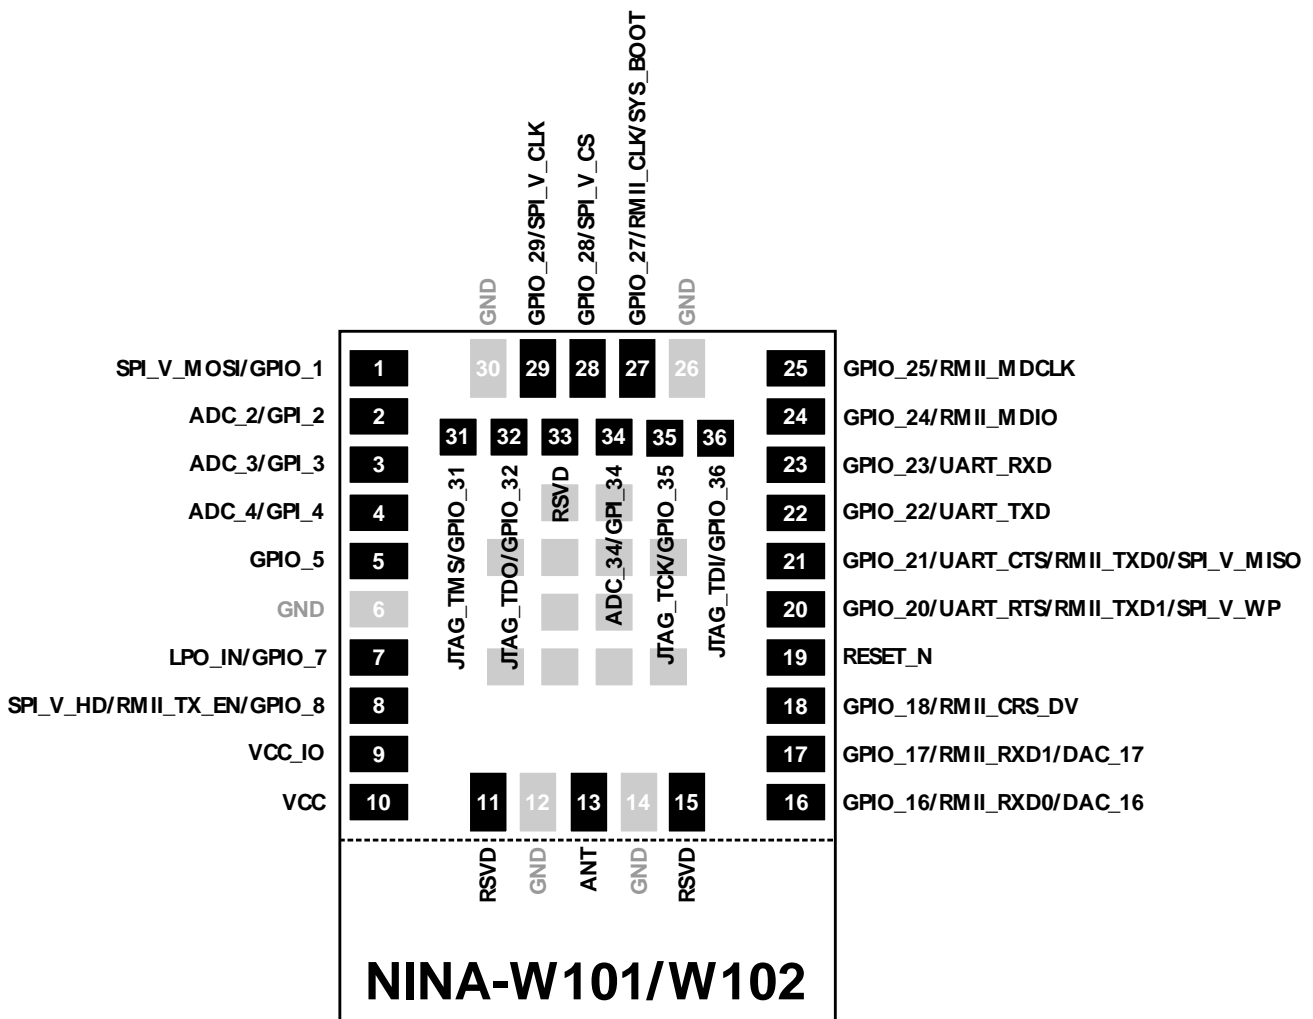 GND
GPIO_29/SPI_V_CLK
GPIO_28/SPI_V_CS
GPIO_27/RMII_CLK/SYS_BOOT
GND
30
29
28
27
26
SPI_V_MOSI/GPIO_1
1
ADC_2/GPI_2
2
ADC_3/GPI_3
3
ADC_4/GPI_4
4
GPIO_5
5
GND
6
LPO_IN/GPIO_7
7
SPI_V_HD/RMII_TX_EN/GPIO_8
8
VCC_IO
9
VCC
10
31
32
33
34
35
36
JTAG_TMS/GPIO_31
JTAG_TDO/GPIO_32
RSVD
ADC_34/GPI_34
JTAG_TCK/GPIO_35
JTAG_TDI/GPIO_36
25
GPIO_25/RMII_MDCLK
24
GPIO_24/RMII_MDIO
23
GPIO_23/UART_RXD
22
GPIO_22/UART_TXD
21
GPIO_21/UART_CTS/RMII_TXD0/SPI_V_MISO
20
GPIO_20/UART_RTS/RMII_TXD1/SPI_V_WP
19
RESET_N
18
GPIO_18/RMII_CRS_DV
17
GPIO_17/RMII_RXD1/DAC_17
16
GPIO_16/RMII_RXD0/DAC_16
11
12
13
14
15
RSVD
GND
ANT
GND
RSVD
NINA-W101/W102